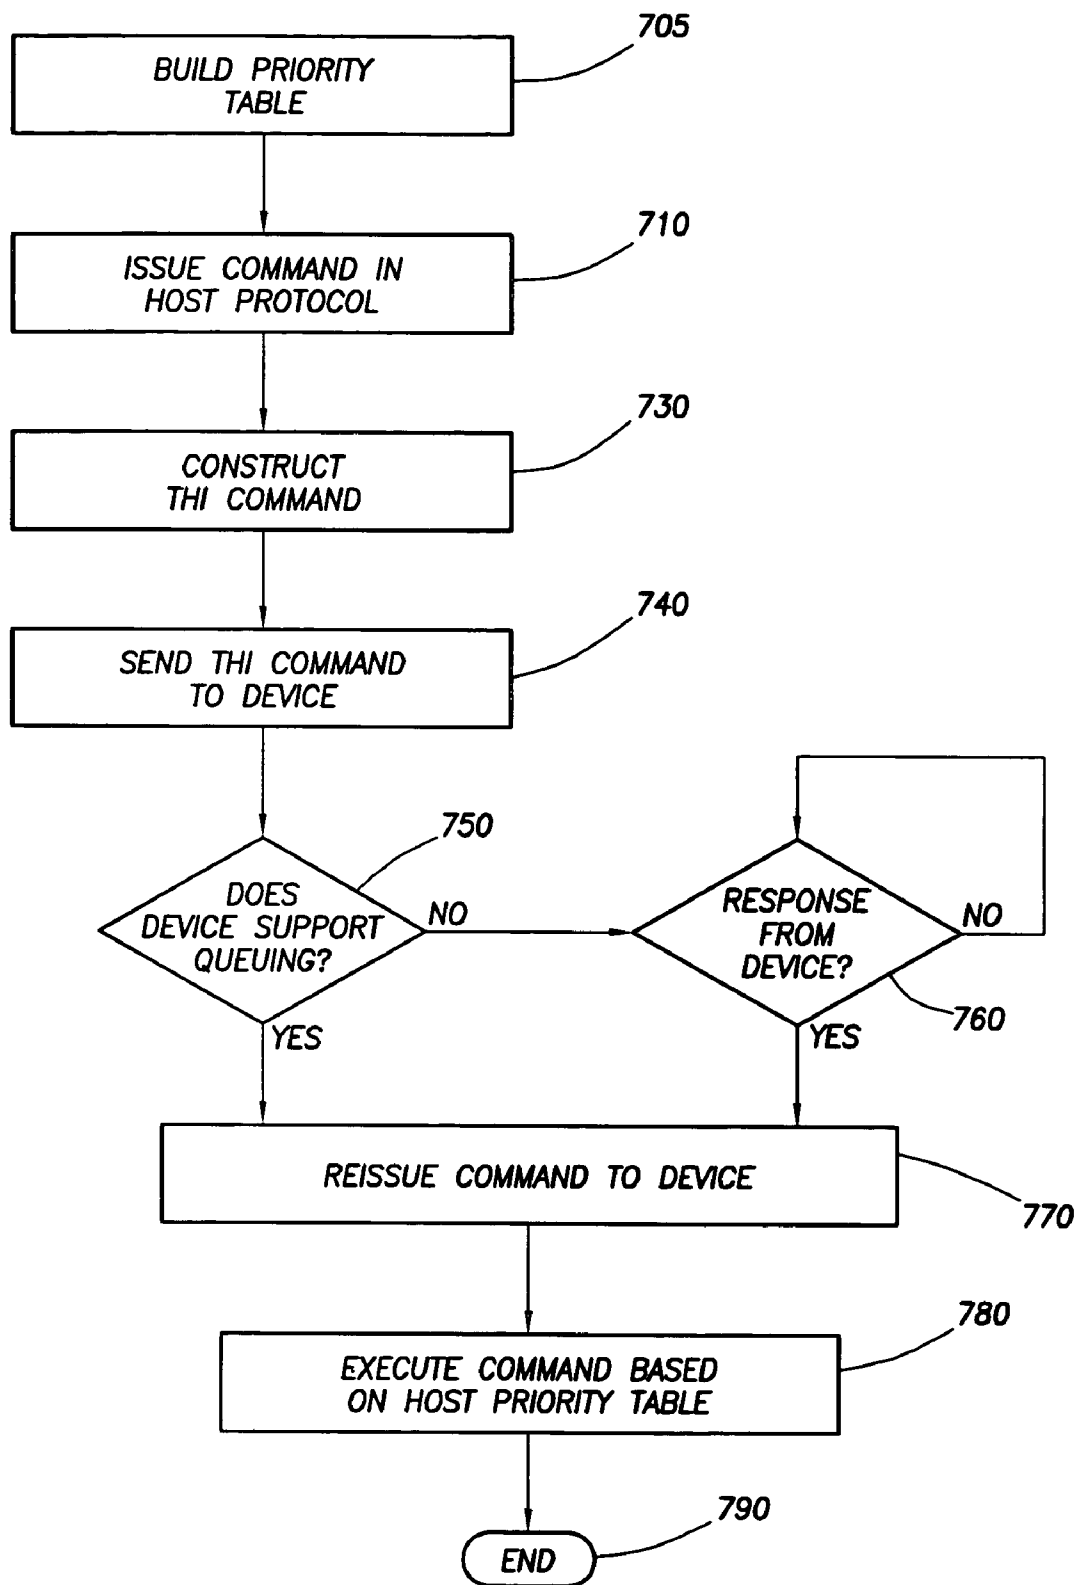 705
BUILD PRIORITY
TABLE
710
ISSUE COMMAND IN
HOST PROTOCOL
730
CONSTRUCT
THI COMMAND
740
SEND THI COMMAND
TO DEVICE
750
DOES
DEVICE SUPPORT
QUEUING?
NO
YES
RESPONSE
FROM
DEVICE?
NO
760
YES
REISSUE COMMAND TO DEVICE
770
780
EXECUTE COMMAND BASED
ON HOST PRIORITY TABLE
790
END